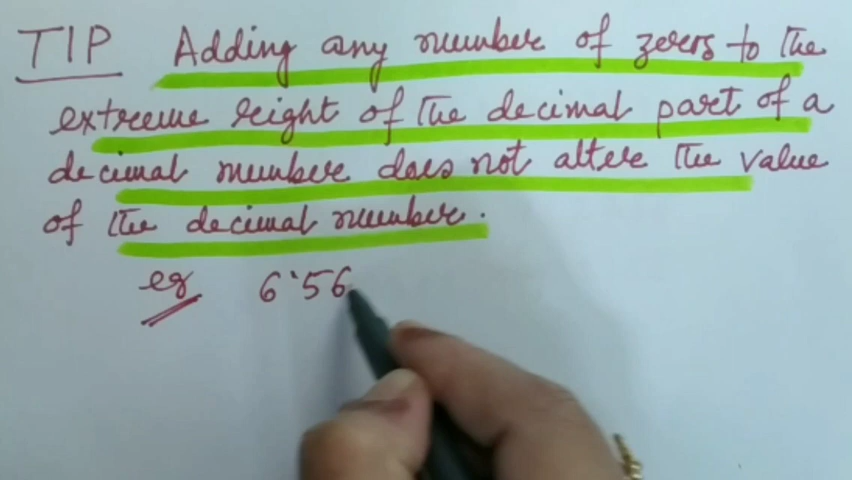 TIP Adding any number of zeros to the
extreme right of the decimal part of a
decimal number does not alter the value
of the decimal number.
eg 6·56